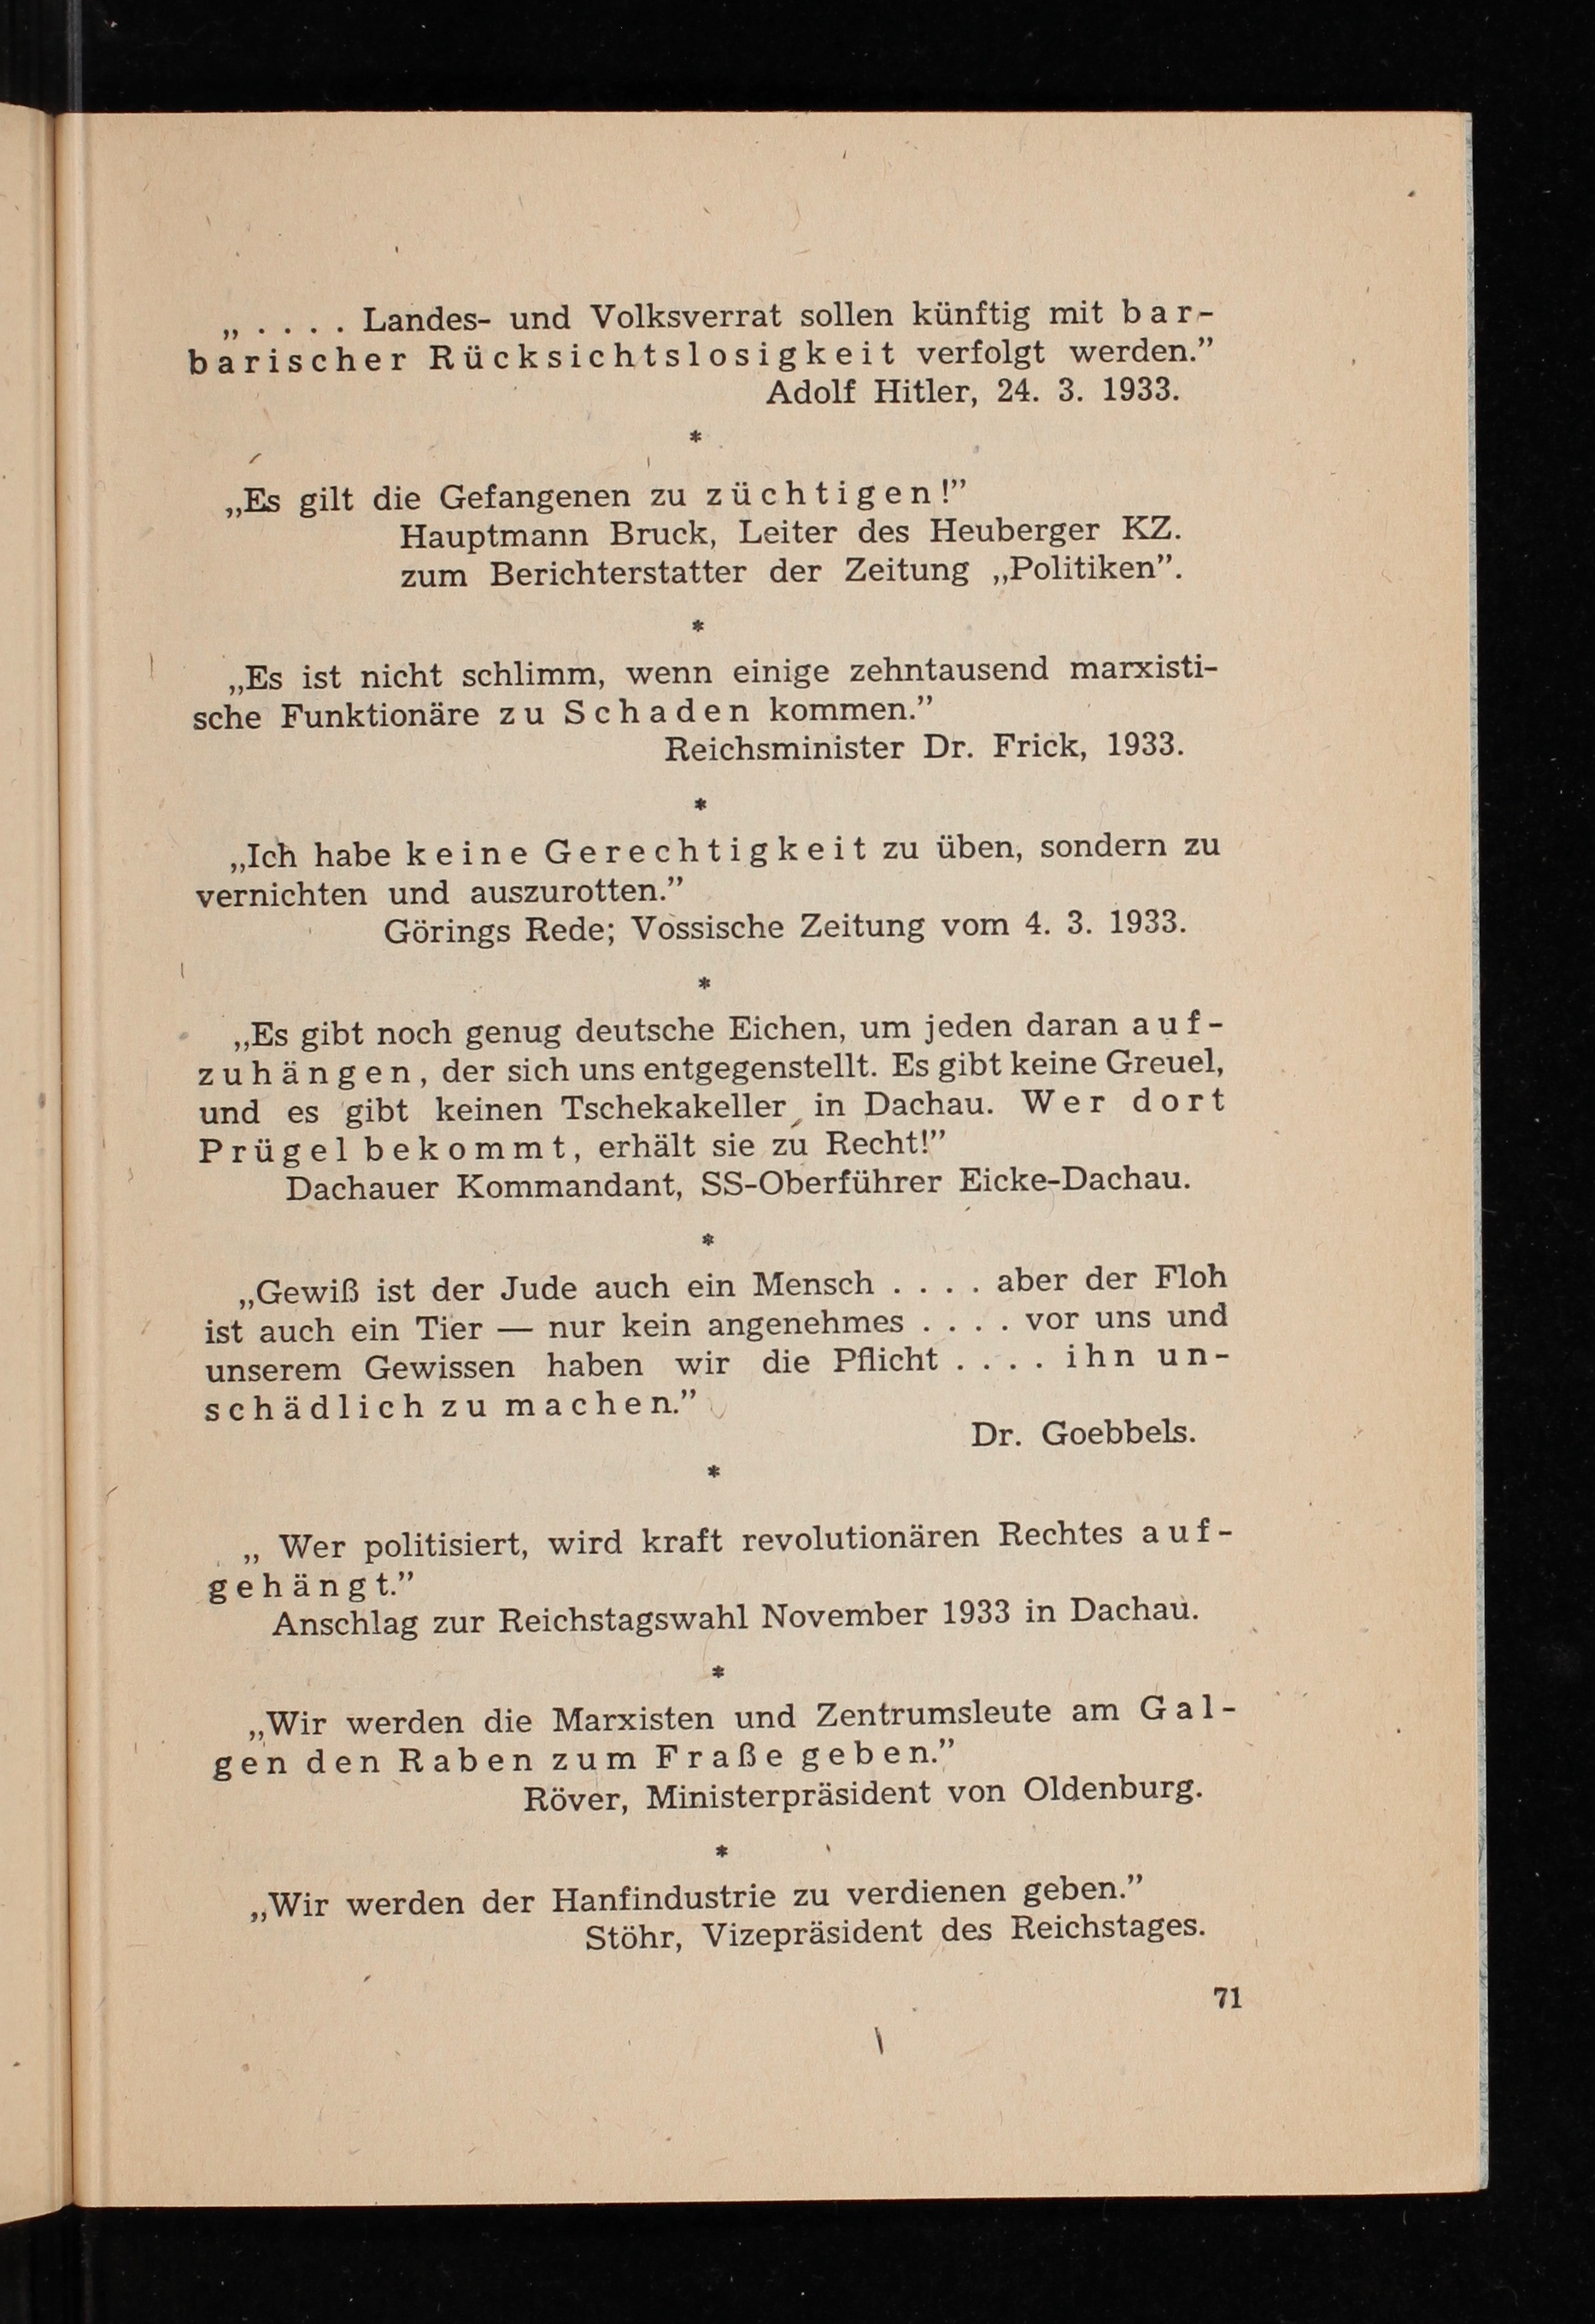 „ . . . . Landes- und Volksverrat sollen künftig mit bar-
barischer Rücksichtslosigkeit verfolgt werden.”
Adolf Hitler, 24. 3. 1933.
*
„Es gilt die Gefangenen zu züchtigen!”
Hauptmann Bruck, Leiter des Heuberger KZ.
zum Berichterstatter der Zeitung „Politiken”.
*
„Es ist nicht schlimm, wenn einige zehntausend marxisti-
sche Funktionäre zu Schaden kommen.”
Reichsminister Dr. Frick, 1933.
*
„Ich habe keine Gerechtigkeit zu üben, sondern zu
vernichten und auszurotten.”
Görings Rede; Vossische Zeitung vom 4. 3. 1933.
*
„Es gibt noch genug deutsche Eichen, um jeden daran auf-
zuhängen, der sich uns entgegenstellt. Es gibt keine Greuel,
und es gibt keinen Tschekakeller in Dachau. Wer dort
Prügel bekommt, erhält sie zu Recht!”
Dachauer Kommandant, SS-Oberführer Eicke-Dachau.
*
„Gewiß ist der Jude auch ein Mensch . . . . aber der Floh
ist auch ein Tier — nur kein angenehmes . . . . vor uns und
unserem Gewissen haben wir die Pflicht . . . . ihn un-
schädlich zu machen.”
Dr. Goebbels.
*
„ Wer politisiert, wird kraft revolutionären Rechtes auf-
gehängt.”
Anschlag zur Reichstagswahl November 1933 in Dachau.
*
„Wir werden die Marxisten und Zentrumsleute am Gal-
gen den Raben zum Fraße geben.”
Röver, Ministerpräsident von Oldenburg.
*
„Wir werden der Hanfindustrie zu verdienen geben.”
Stöhr, Vizepräsident des Reichstages.
71